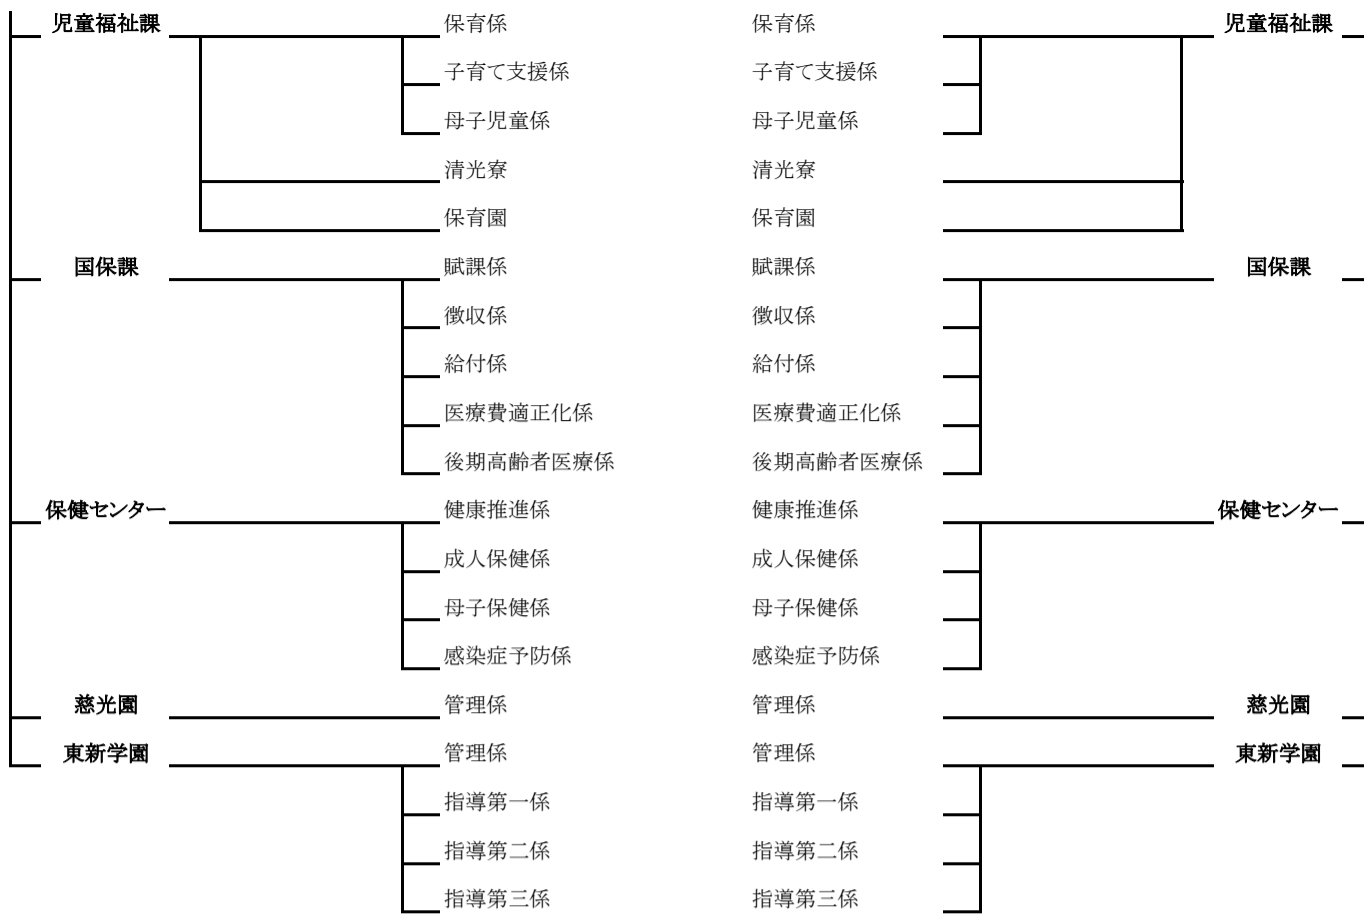 児童福祉課 保育係 保育係 児童福祉課
子育て支援係 子育て支援係
母子児童係 母子児童係
清光寮 清光寮
保育園 保育園
国保課 賦課係 賦課係 国保課
徴収係 徴収係
給付係 給付係
医療費適正化係 医療費適正化係
後期高齢者医療係 後期高齢者医療係
保健センター 健康推進係 健康推進係 保健センター
成人保健係 成人保健係
母子保健係 母子保健係
感染症予防係 感染症予防係
慈光園 管理係 管理係 慈光園
東新学園 管理係 管理係 東新学園
指導第一係 指導第一係
指導第二係 指導第二係
指導第三係 指導第三係